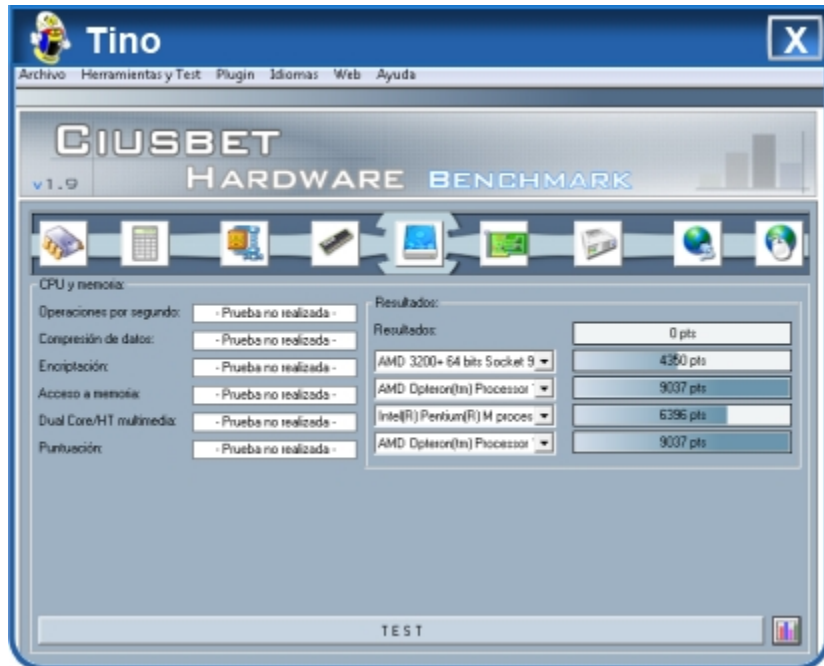 Tino
X
Archivo Herramientas y Test Plugin Idiomas Web Ayuda
CIUSBET
v1.9 HARDWARE BENCHMARK
CPU y memoria:
Operaciones por segundo: - Prueba no realizada -
Compresión de datos: - Prueba no realizada -
Encriptación: - Prueba no realizada -
Acceso a memoria: - Prueba no realizada -
Dual Core/HT multimedia: - Prueba no realizada -
Puntuación: - Prueba no realizada -
Resultados:
Resultados: 0 pts
AMD 3200+ 64 bits Socket 9 4350 pts
AMD Opteron(tm) Processor 9037 pts
Intel(R) Pentium(R) M proces 6396 pts
AMD Opteron(tm) Processor 9037 pts
TEST